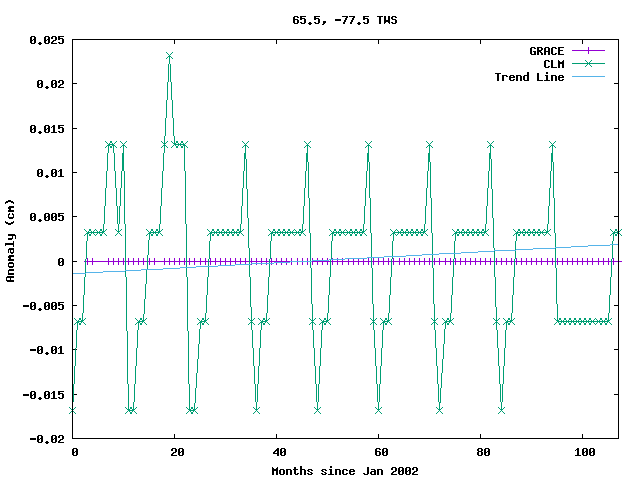 65.5, -77.5 TWS
GRACE
CLM
Trend Line
Anomaly (cm)
0.025
0.02
0.015
0.01
0.005
0
-0.005
-0.01
-0.015
-0.02
0 20 40 60 80 100
Months since Jan 2002